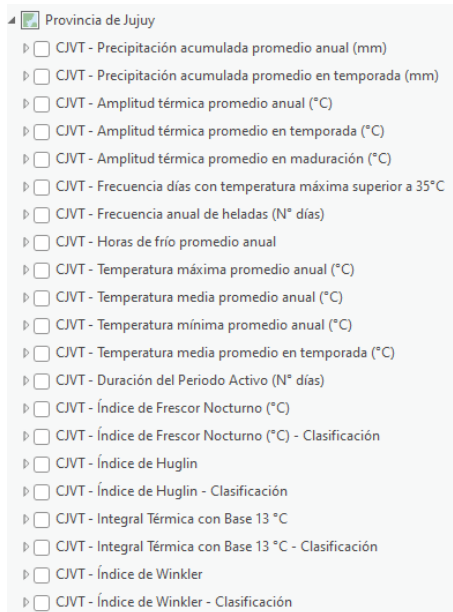 Provincia de Jujuy
CJVT - Precipitación acumulada promedio anual (mm)
CJVT - Precipitación acumulada promedio en temporada (mm)
CJVT - Amplitud térmica promedio anual (°C)
CJVT - Amplitud térmica promedio en temporada (°C)
CJVT - Amplitud térmica promedio en maduración (°C)
CJVT - Frecuencia días con temperatura máxima superior a 35°C
CJVT - Frecuencia anual de heladas (N° días)
CJVT - Horas de frío promedio anual
CJVT - Temperatura máxima promedio anual (°C)
CJVT - Temperatura media promedio anual (°C)
CJVT - Temperatura mínima promedio anual (°C)
CJVT - Temperatura media promedio en temporada (°C)
CJVT - Duración del Periodo Activo (N° días)
CJVT - Índice de Frescor Nocturno (°C)
CJVT - Índice de Frescor Nocturno (°C) - Clasificación
CJVT - Índice de Huglin
CJVT - Índice de Huglin - Clasificación
CJVT - Integral Térmica con Base 13 °C
CJVT - Integral Térmica con Base 13 °C - Clasificación
CJVT - Índice de Winkler
CJVT - Índice de Winkler - Clasificación